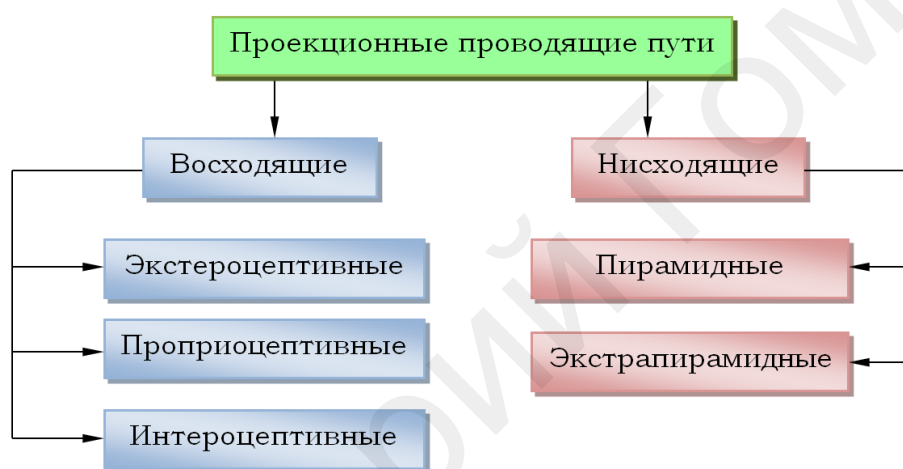 Проекционные проводящие пути
Восходящие
Нисходящие
Экстероцептивные
Пирамидные
Проприоцептивные
Экстрапирамидные
Интероцептивные